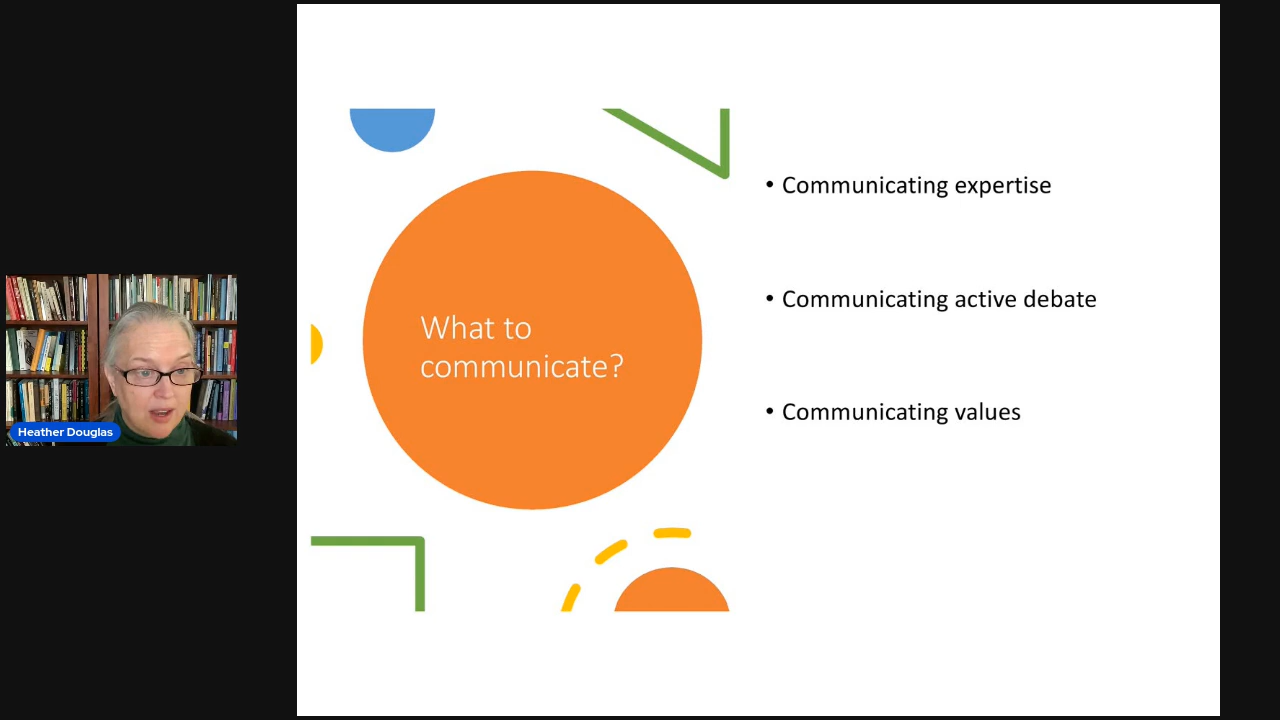 What to
communicate?
• Communicating expertise
• Communicating active debate
• Communicating values
Heather Douglas